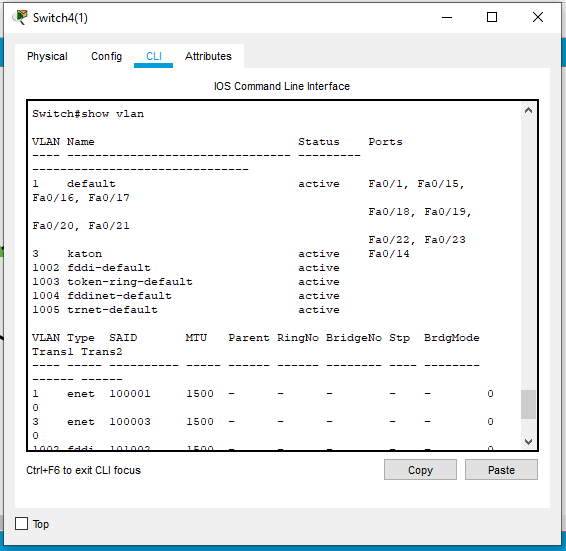 Switch4(1)
Physical Config CLI Attributes
IOS Command Line Interface
Switch#show vlan
VLAN Name Status Ports
---- -------------------------------- ---------
-------------------------------
1 default active Fa0/1, Fa0/15,
Fa0/16, Fa0/17
Fa0/18, Fa0/19,
Fa0/20, Fa0/21
Fa0/22, Fa0/23
3 katon active Fa0/14
1002 fddi-default active
1003 token-ring-default active
1004 fddinet-default active
1005 trnet-default active
VLAN Type SAID MTU Parent RingNo BridgeNo Stp BrdgMode
Trans1 Trans2
---- ----- ---------- ----- ------ ------ -------- ---- --------
------ ------
1 enet 100001 1500 - - - - - 0
0
3 enet 100003 1500 - - - - - 0
0
1002 fddi 101002 1500 - - - - - 0
Ctrl+F6 to exit CLI focus
Copy Paste
Top